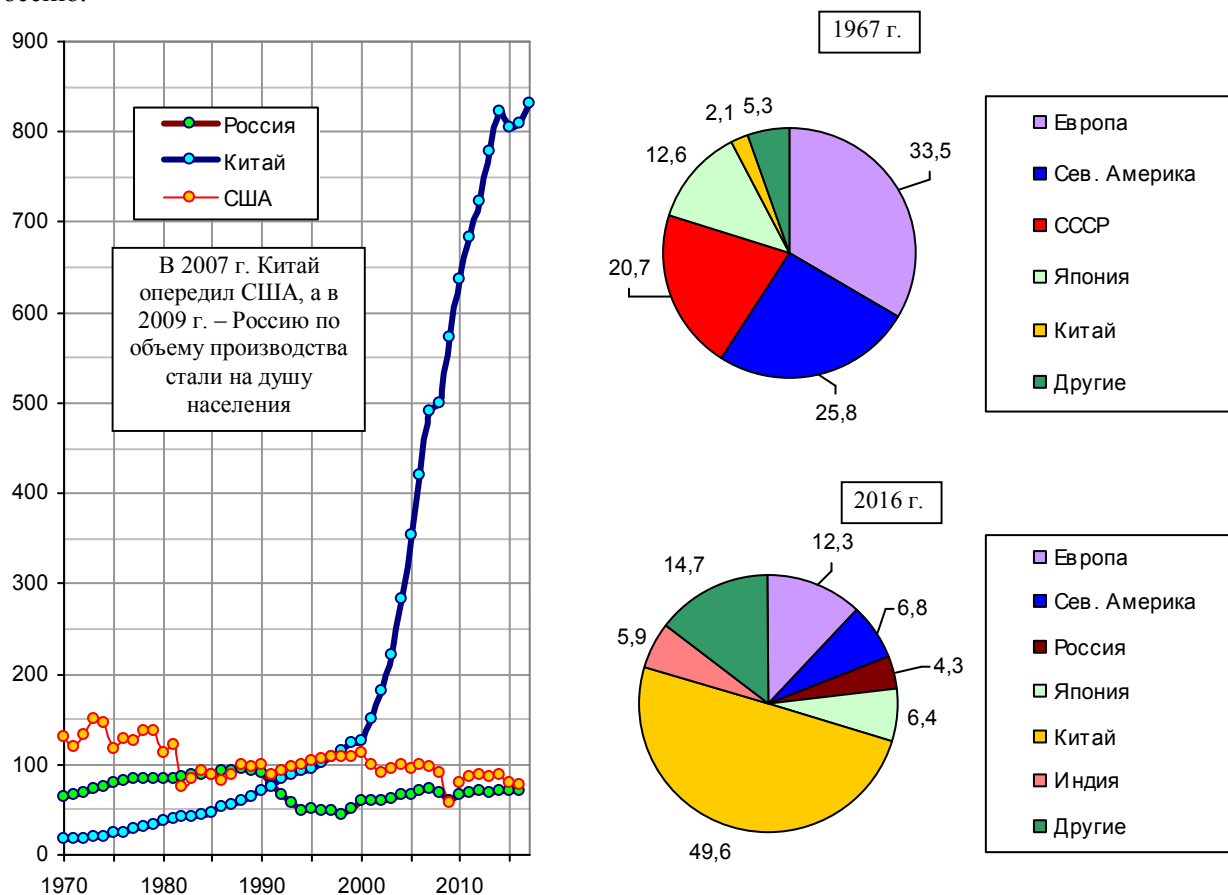 900
800
700
600
500
400
300
200
100
0
1970
1980
1990
2000
2010
Россия
Китай
США
В 2007 г. Китай
опередил США, а в
2009 г. – Россию по
объему производства
стали на душу
населения
1967 г.
2,1
5,3
12,6
33,5
20,7
25,8
Европа
Сев. Америка
СССР
Япония
Китай
Другие
2016 г.
14,7
12,3
6,8
5,9
4,3
6,4
49,6
Европа
Сев. Америка
Россия
Япония
Китай
Индия
Другие